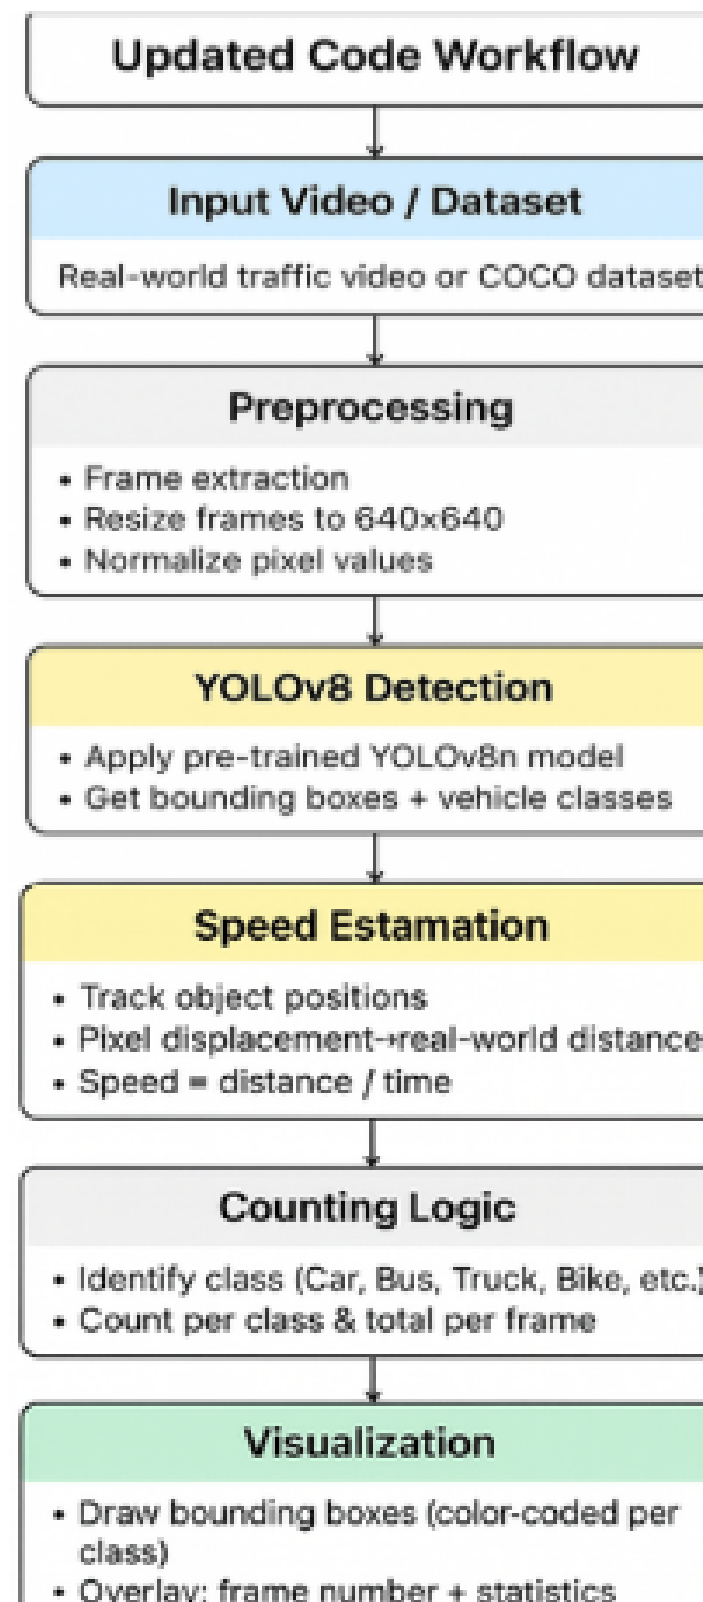 Updated Code Workflow
Input Video / Dataset
Real-world traffic video or COCO dataset
Preprocessing
• Frame extraction
• Resize frames to 640x640
• Normalize pixel values
YOLOv8 Detection
• Apply pre-trained YOLOv8n model
• Get bounding boxes + vehicle classes
Speed Estamation
• Track object positions
• Pixel displacement→real-world distance
• Speed = distance / time
Counting Logic
• Identify class (Car, Bus, Truck, Bike, etc.)
• Count per class & total per frame
Visualization
• Draw bounding boxes (color-coded per
class)
• Overlay: frame number + statistics